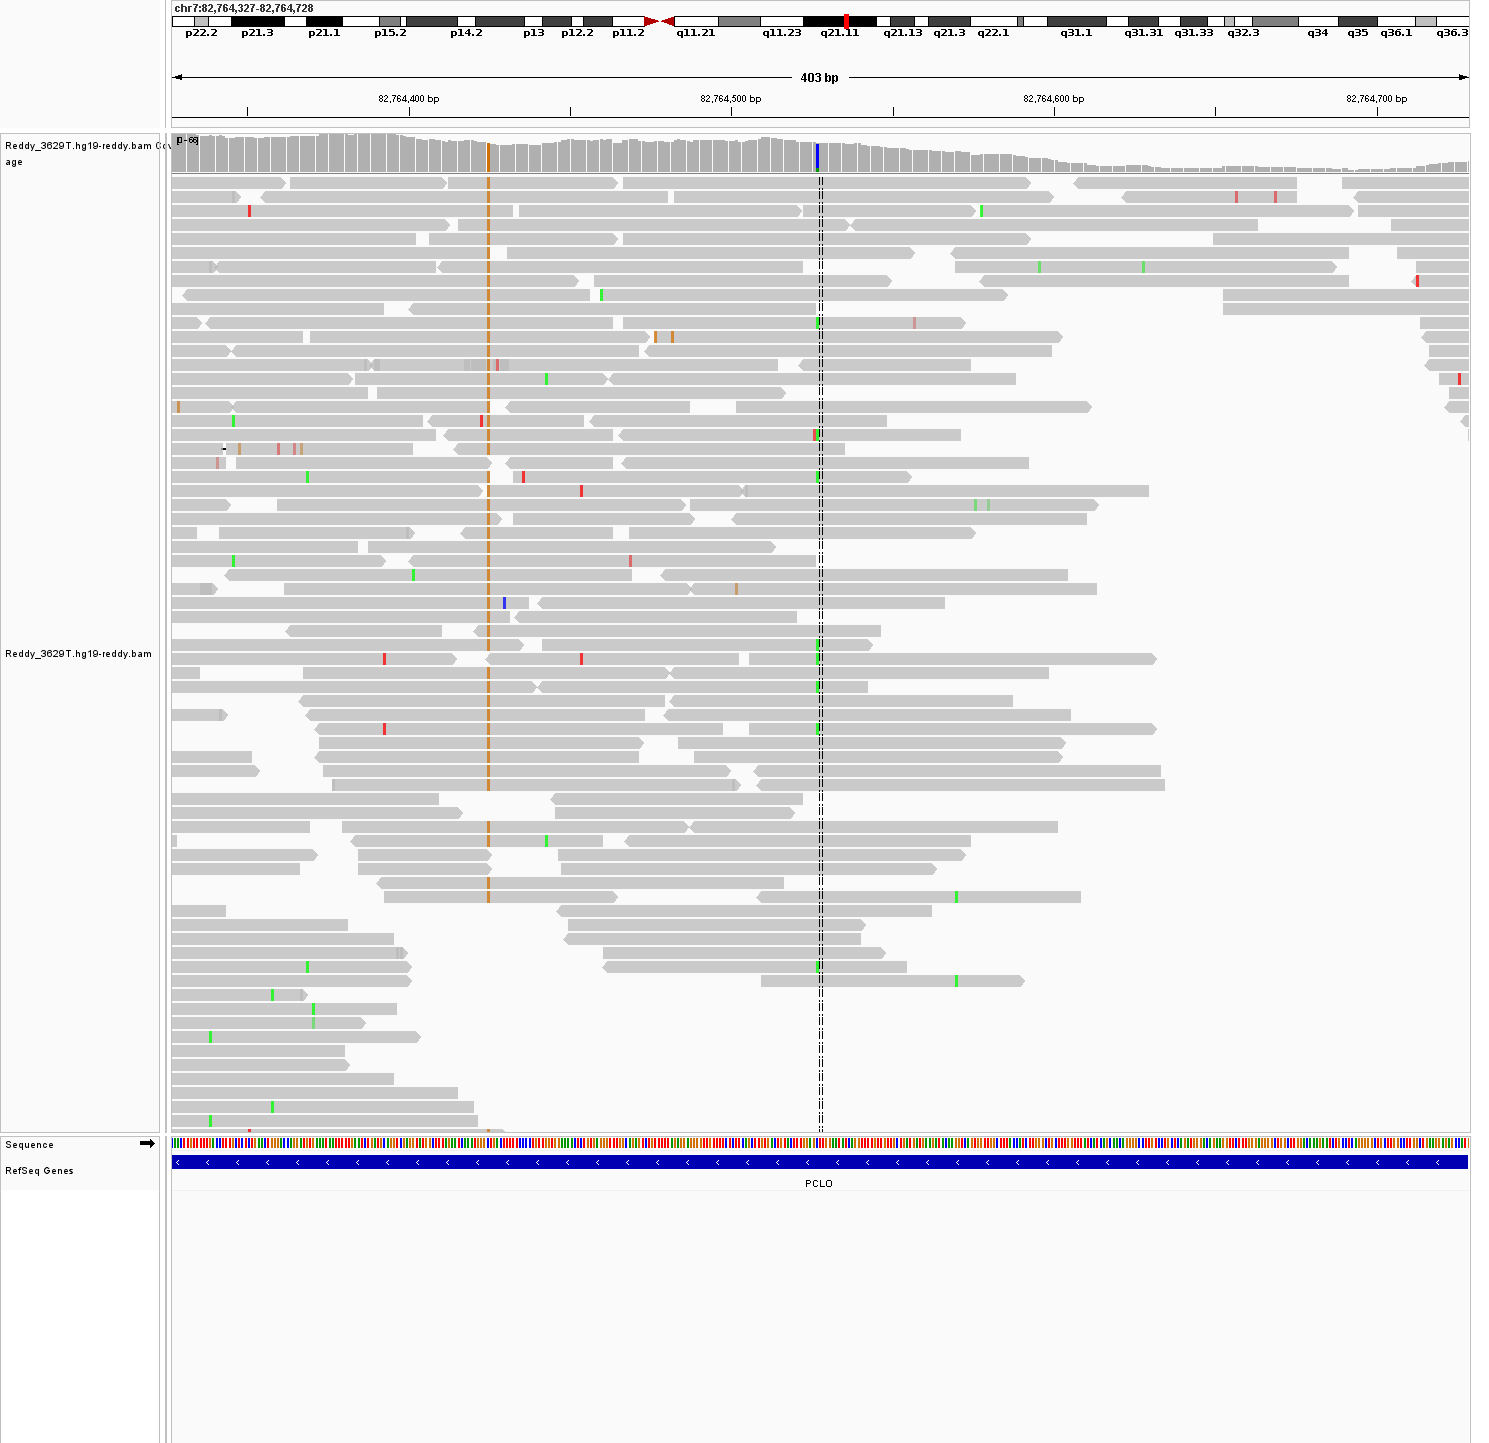 chr7:82,764,327-82,764,728
p22.2 p21.3 p21.1 p15.2 p14.2 p13 p12.2 p11.2 q11.21 q11.23 q21.11 q21.13 q21.3 q22.1 q31.1 q31.31 q31.33 q32.3 q34 q35 q36.1 q36.3
403 bp
82,764,400 bp 82,764,500 bp 82,764,600 bp 82,764,700 bp
Reddy_3629T.hg19-reddy.bam Cov
age
Reddy_3629T.hg19-reddy.bam
Sequence
RefSeq Genes
PCLO